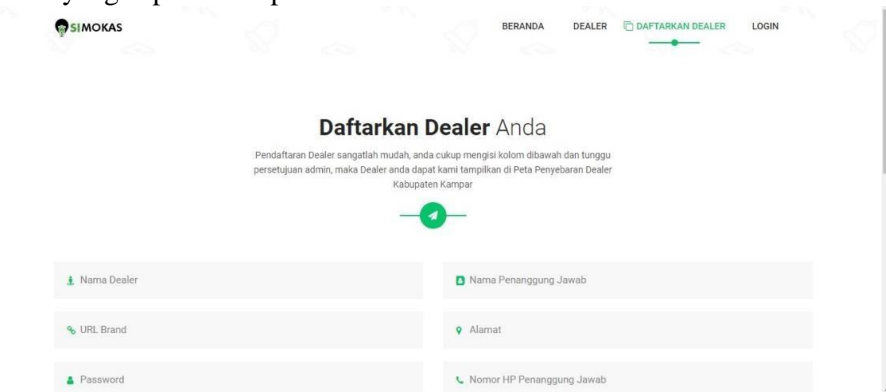 SIMOKAS
BERANDA DEALER DAFTARKAN DEALER LOGIN
Daftarkan Dealer Anda
Pendaftaran Dealer sangatlah mudah, anda cukup mengisi kolom dibawah dan tunggu
persetujuan admin, maka Dealer anda dapat kami tampilkan di Peta Penyebaran Dealer
Kabupaten Kampar
Nama Dealer
Nama Penanggung Jawab
URL Brand
Alamat
Password
Nomor HP Penanggung Jawab